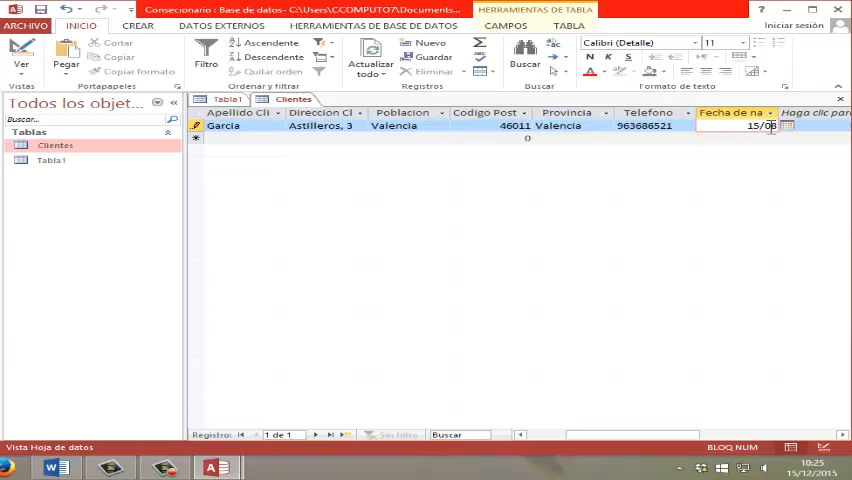 Consecionario : Base de datos- C:\Users\CCOMPUTO7\Documents...
HERRAMIENTAS DE TABLA
ARCHIVO INICIO CREAR DATOS EXTERNOS HERRAMIENTAS DE BASE DE DATOS CAMPOS TABLA Iniciar sesión
Ver
Vistas
Pegar
Cortar
Copiar
Copiar formato
Portapapeles
Filtro
Ascendente
Descendente
Quitar orden
Ordenar y filtrar
Actualizar todo
Nuevo
Guardar
Eliminar
Registros
Buscar
Buscar
Calibri (Detalle) 11
N K S
A
Formato de texto
Todos los objet...
Buscar...
Tablas
Clientes
Tabla1
Tabla1 Clientes
Apellido Cli Direccion Cl Poblacion Codigo Post Provincia Telefono Fecha de na Haga clic par
Garcia Astilleros, 3 Valencia 46011 Valencia 963686521 15/06
0
Registro: 1 de 1 Sin filtro Buscar
Vista Hoja de datos BLOQ NUM
10:25
15/12/2015